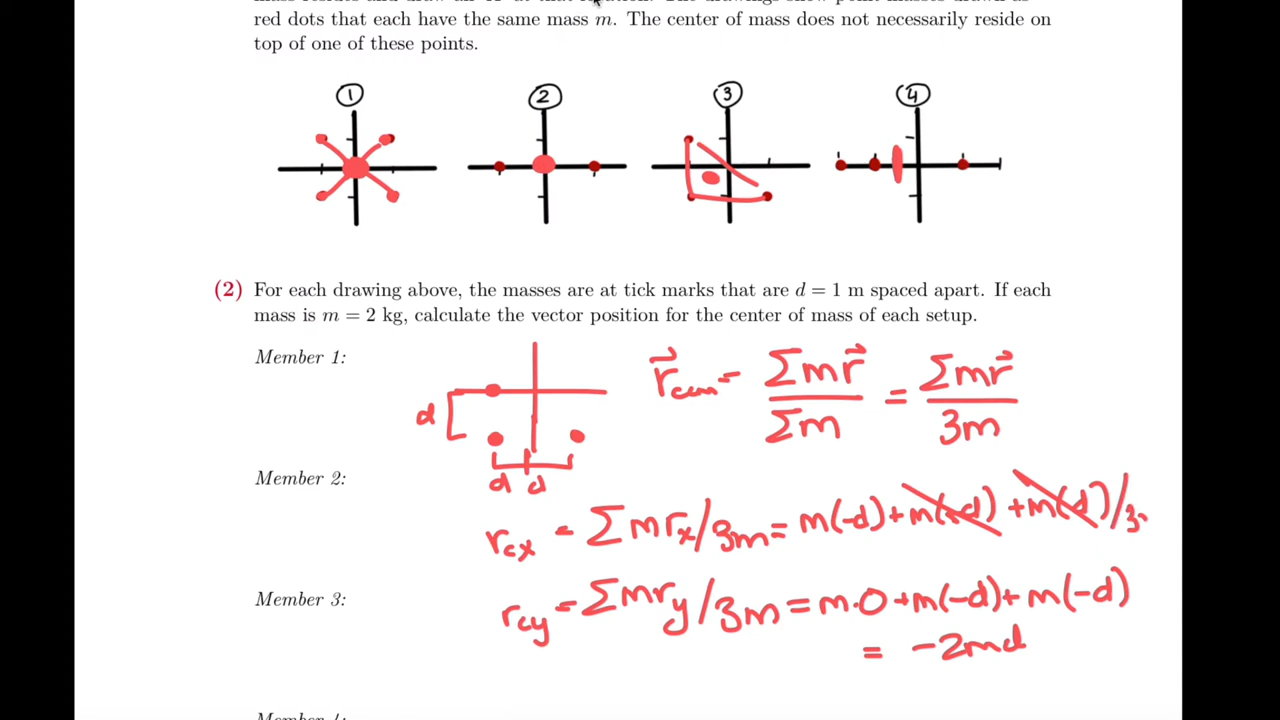 red dots that each have the same mass m. The center of mass does not necessarily reside on
top of one of these points.
1 2 3 4
(2) For each drawing above, the masses are at tick marks that are d = 1 m spaced apart. If each
mass is m = 2 kg, calculate the vector position for the center of mass of each setup.
Member 1:
r⃗cm = Σmr⃗ / Σm = Σmr⃗ / 3m
d
d d
Member 2:
rcx = Σmrx/3m = m(-d)+m(-d)+m(d)/3
Member 3:
rcy = Σmry/3m = m·0+m(-d)+m(-d)
= -2md